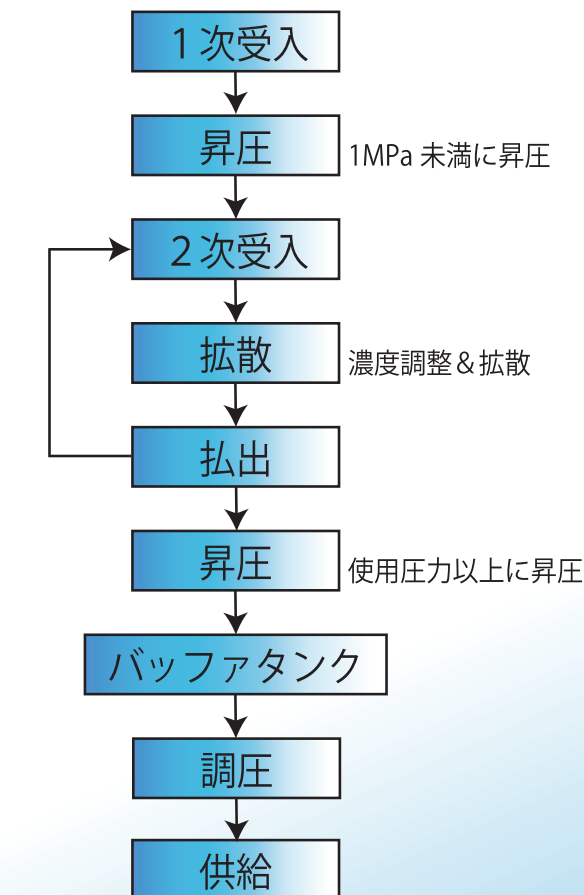 1次受入
昇圧
1MPa 未満に昇圧
2次受入
拡散
濃度調整＆拡散
払出
昇圧
使用圧力以上に昇圧
バッファタンク
調圧
供給